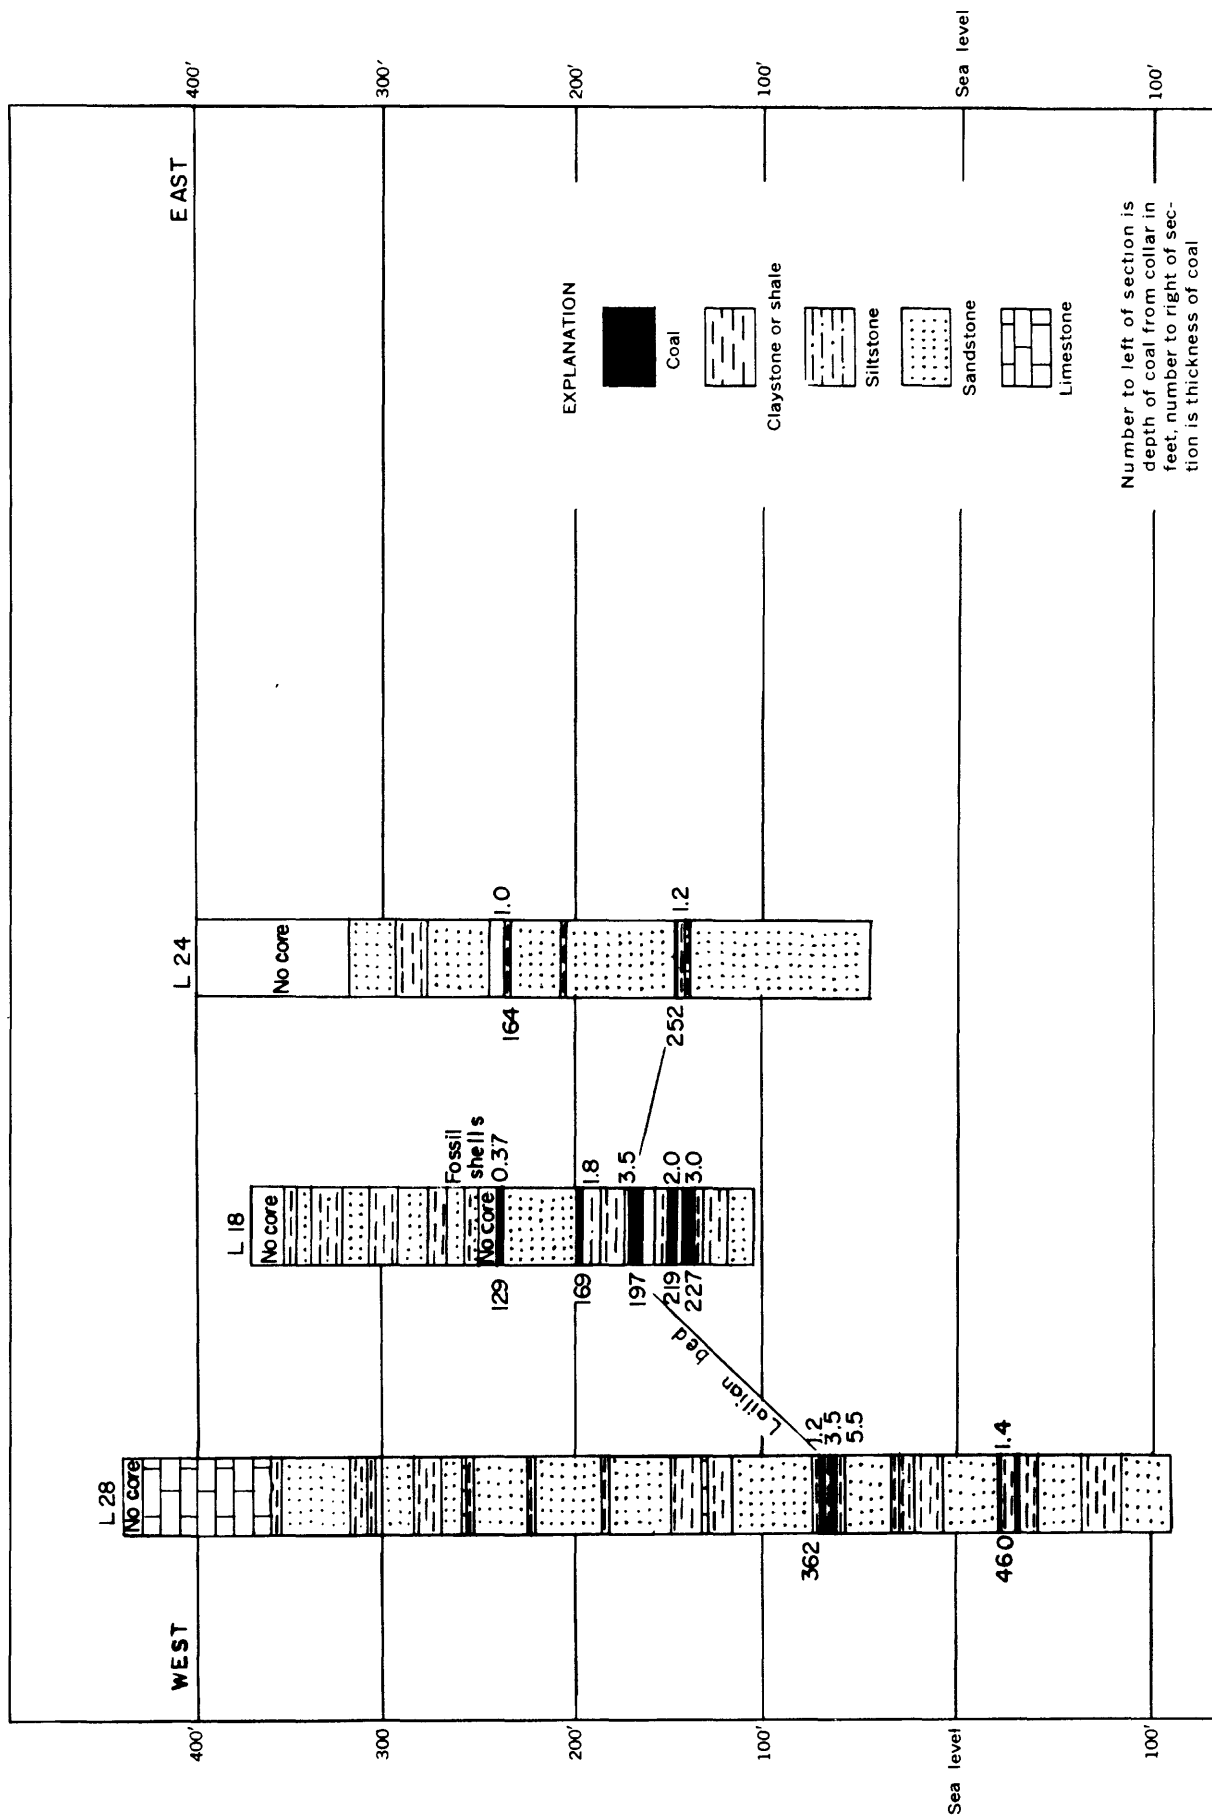 WEST
EAST
400'
300
200'
100'
Sea level
100'
400'
300'
200'
100'
Sea level
100'
L 28
No core
362
1.2
3.5
5.5
460
1.4
Lallian bed
L 18
No core
Fossil
shells
No core
129
0.37
169
1.8
197
3.5
219
2.0
227
3.0
L 24
No core
164
1.0
252
1.2
EXPLANATION
Coal
Claystone or shale
Siltstone
Sandstone
Limestone
Number to left of section is
depth of coal from collar in
feet, number to right of sec-
tion is thickness of coal